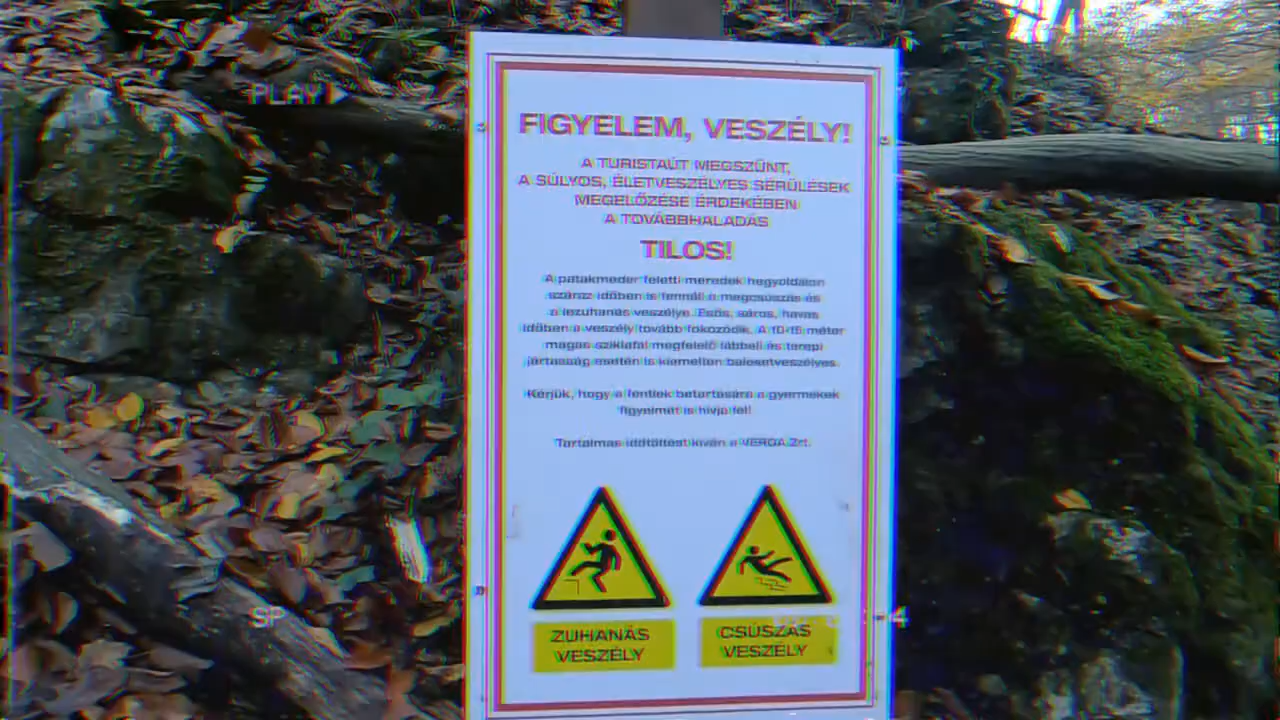 PLAY
FIGYELEM, VESZÉLY!
A TURISTAÚT MEGSZŰNT,
A SÚLYOS, ÉLETVESZÉLYES SÉRÜLÉSEK
MEGELŐZÉSE ÉRDEKÉBEN
A TOVÁBBHALADÁS
TILOS!
A patakmeder feletti meredek hegyoldalon
száraz időben is fennáll a megcsúszás és
a lezuhanás veszélye. Esős, sáros, havas
időben a veszély tovább fokozódik. A 10-15 méter
magas sziklafal megfelelő lábbeli és terepi
jártasság esetén is kiemelten balesetveszélyes.
Kérjük, hogy a fentiek betartására a gyermekek
figyelmét is hívja fel!
Tartalmas időtöltést kíván a VERGA Zrt.
ZUHANÁS
VESZÉLY
CSÚSZÁS
VESZÉLY
SP